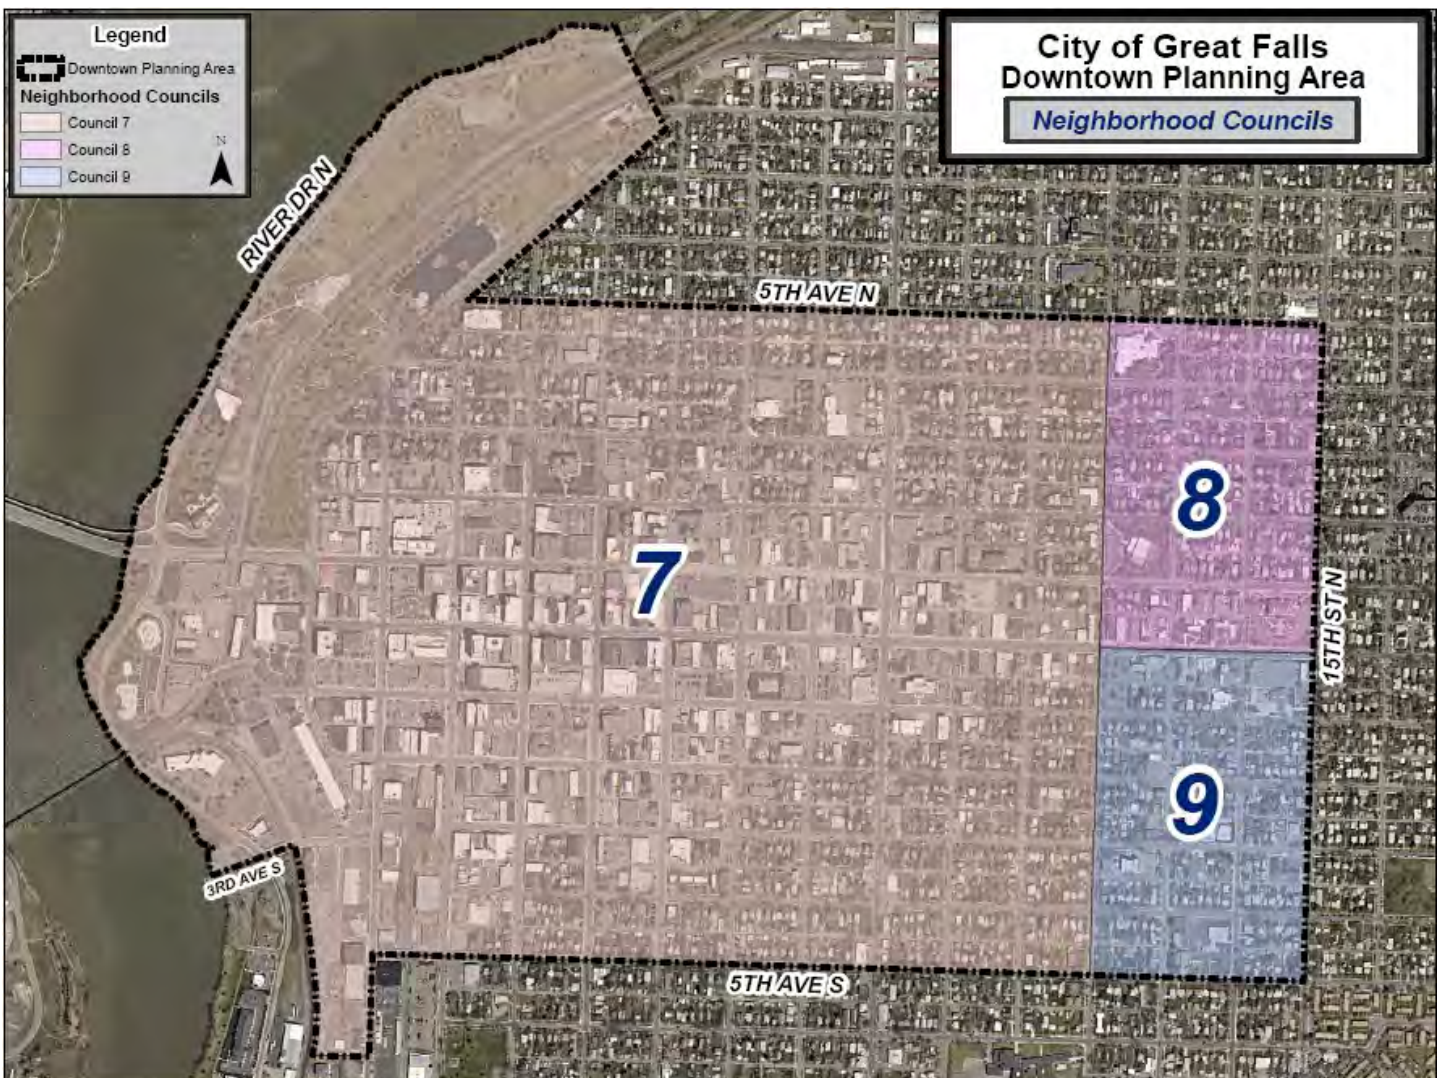 Legend
Downtown Planning Area
Neighborhood Councils
Council 7
Council 8
Council 9
N
City of Great Falls
Downtown Planning Area
Neighborhood Councils
RIVER DR N
5TH AVE N
8
7
15TH ST N
9
3RD AVE S
5TH AVE S